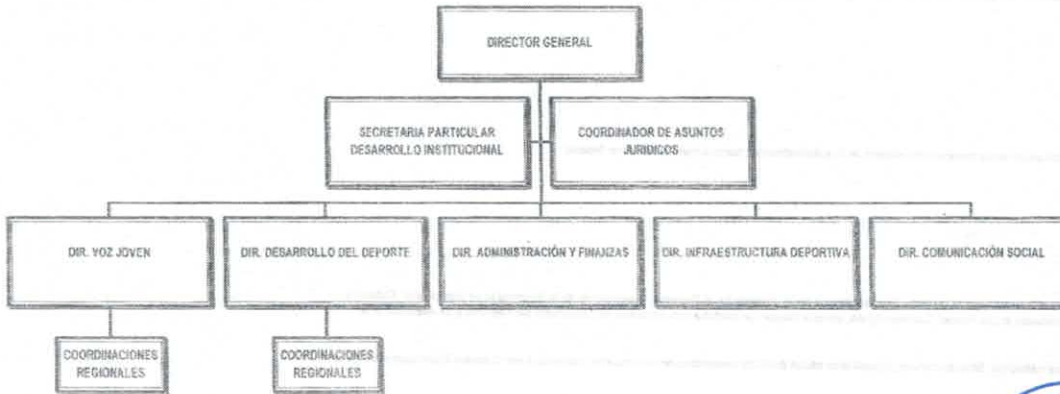 DIRECTOR GENERAL
SECRETARIA PARTICULAR
DESARROLLO INSTITUCIONAL
COORDINADOR DE ASUNTOS
JURIDICOS
DIR. VOZ JOVEN
DIR. DESARROLLO DEL DEPORTE
DIR. ADMINISTRACIÓN Y FINANZAS
DIR. INFRAESTRUCTURA DEPORTIVA
DIR. COMUNICACIÓN SOCIAL
COORDINACIONES
REGIONALES
COORDINACIONES
REGIONALES